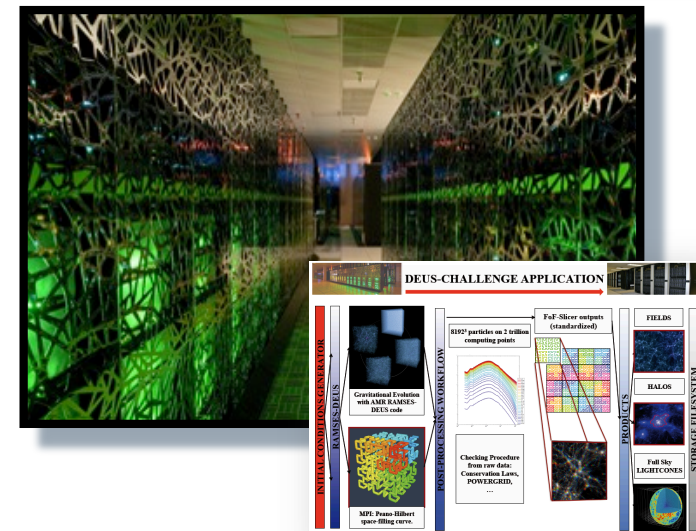 DEUS-CHALLENGE APPLICATION
INITIAL CONDITIONS GENERATOR
RAMSES-DEUS
Gravitational Evolution
with AMR RAMSES-
DEUS code
MPI: Peano-Hilbert
space-filling curve.
POST-PROCESSING WORKFLOW
8192³ particles on 2 trillion
computing points
Checking Procedure
from raw data:
Conservation Laws,
POWERGRID,
…
FoF-Slicer outputs
(standardized)
PRODUCTS
FIELDS
HALOS
Full Sky
LIGHTCONES
STORAGE FILESYSTEM